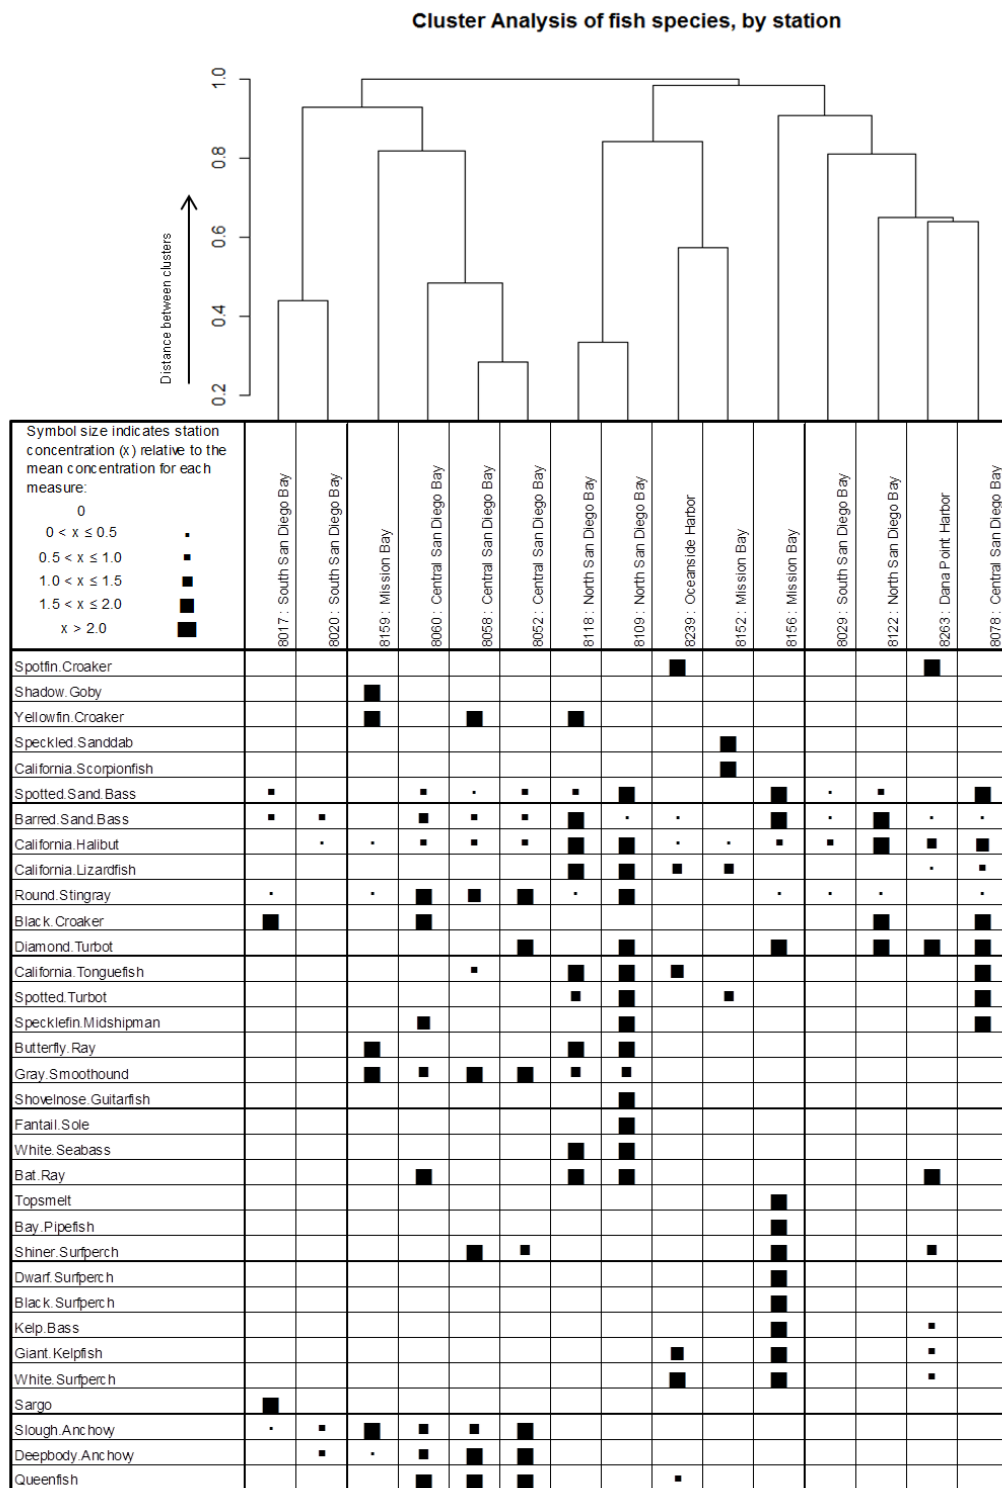 Cluster Analysis of fish species, by station
1.0
0.8
0.6
0.4
0.2
Distance between clusters
Symbol size indicates station
concentration (x) relative to the
mean concentration for each
measure:
0
0 < x ≤ 0.5
0.5 < x ≤ 1.0
1.0 < x ≤ 1.5
1.5 < x ≤ 2.0
x > 2.0
8017 : South San Diego Bay
8020 : South San Diego Bay
8159 : Mission Bay
8060 : Central San Diego Bay
8058 : Central San Diego Bay
8052 : Central San Diego Bay
8118 : North San Diego Bay
8109 : North San Diego Bay
8239 : Oceanside Harbor
8152 : Mission Bay
8156 : Mission Bay
8029 : South San Diego Bay
8122 : North San Diego Bay
8263 : Dana Point Harbor
8078 : Central San Diego Bay
Spotfin.Croaker
Shadow.Goby
Yellowfin.Croaker
Speckled.Sanddab
California.Scorpionfish
Spotted.Sand.Bass
Barred.Sand.Bass
California.Halibut
California.Lizardfish
Round.Stingray
Black.Croaker
Diamond.Turbot
California.Tonguefish
Spotted.Turbot
Specklefin.Midshipman
Butterfly.Ray
Gray.Smoothound
Shovelnose.Guitarfish
Fantail.Sole
White.Seabass
Bat.Ray
Topsmelt
Bay.Pipefish
Shiner.Surfperch
Dwarf.Surfperch
Black.Surfperch
Kelp.Bass
Giant.Kelpfish
White.Surfperch
Sargo
Slough.Anchovy
Deepbody.Anchovy
Queenfish